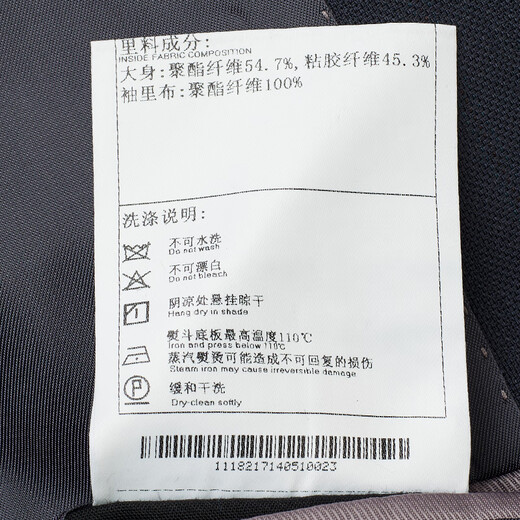 里料成分:
INSIDE FABRIC COMPOSITION
大身:聚酯纤维54.7%,粘胶纤维45.3%
袖里布:聚酯纤维100%
洗涤说明:
不可水洗
Do not wash
不可漂白
Do not bleach
阴凉处悬挂晾干
Hang dry in shade
熨斗底板最高温度110℃
Iron and press below 110℃
蒸汽熨烫可能造成不可回复的损伤
Steam iron may cause irreversible damage
P
缓和干洗
Dry-clean softly
1118217140510023